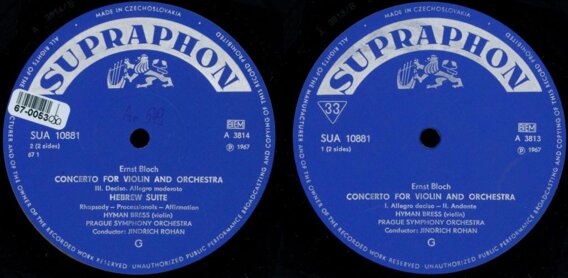 MADE IN CZECHOSLOVAKIA
SUPRAPHON
ALL RIGHTS OF THE MANUFACTURER AND OF THE OWNER OF THE RECORDED WORK RESERVED · UNAUTHORIZED PUBLIC PERFORMANCE BROADCASTING AND COPYING OF THIS RECORD PROHIBITED
67-0053
SUA 10881
2 (2 sides)
67 1
BIEM
A 3814
Ⓟ 1967
Ernst Bloch
CONCERTO FOR VIOLIN AND ORCHESTRA
III. Deciso. Allegro moderato
HEBREW SUITE
Rhapsody – Processionals – Affirmation
HYMAN BRESS (violin)
PRAGUE SYMPHONY ORCHESTRA
Conductor: JINDRICH ROHAN
G
MADE IN CZECHOSLOVAKIA
SUPRAPHON
ALL RIGHTS OF THE MANUFACTURER AND OF THE OWNER OF THE RECORDED WORK RESERVED · UNAUTHORIZED PUBLIC PERFORMANCE BROADCASTING AND COPYING OF THIS RECORD PROHIBITED
33
SUA 10881
1 (2 sides)
BIEM
A 3813
Ⓟ 1967
Ernst Bloch
CONCERTO FOR VIOLIN AND ORCHESTRA
I. Allegro deciso – II. Andante
HYMAN BRESS (violin)
PRAGUE SYMPHONY ORCHESTRA
Conductor: JINDRICH ROHAN
G